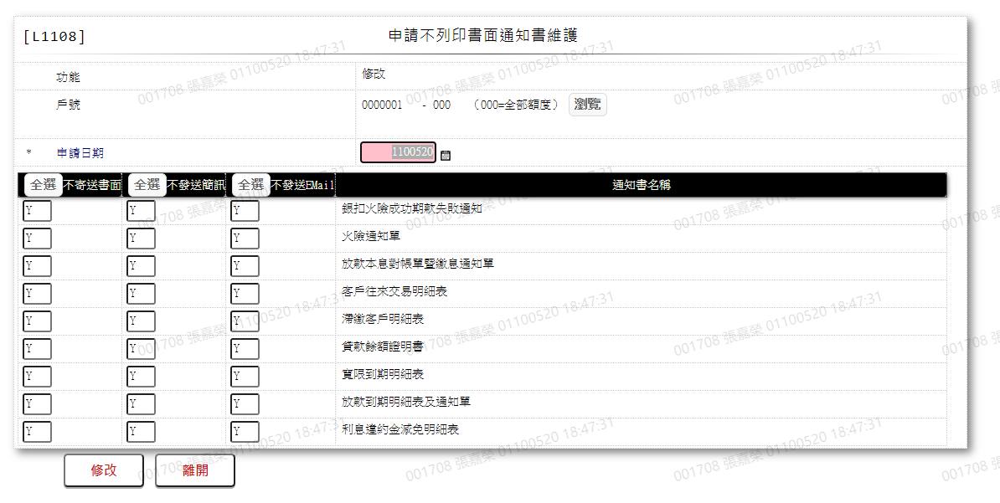 [L1108] 申請不列印書面通知書維護
功能 修改
戶號 0000001 - 000 (000=全部額度) 瀏覽
* 申請日期 1100520
全選 不寄送書面 全選 不發送簡訊 全選 不發送EMail 通知書名稱
Y Y Y 銀扣火險成功期款失敗通知
Y Y Y 火險通知單
Y Y Y 放款本息對帳單暨繳息通知單
Y Y Y 客戶往來交易明細表
Y Y Y 滯繳客戶明細表
Y Y Y 貸款餘額證明書
Y Y Y 寬限到期明細表
Y Y Y 放款到期明細表及通知單
Y Y Y 利息違約金減免明細表
修改 離開
001708 張嘉榮 01100520 18:47:31